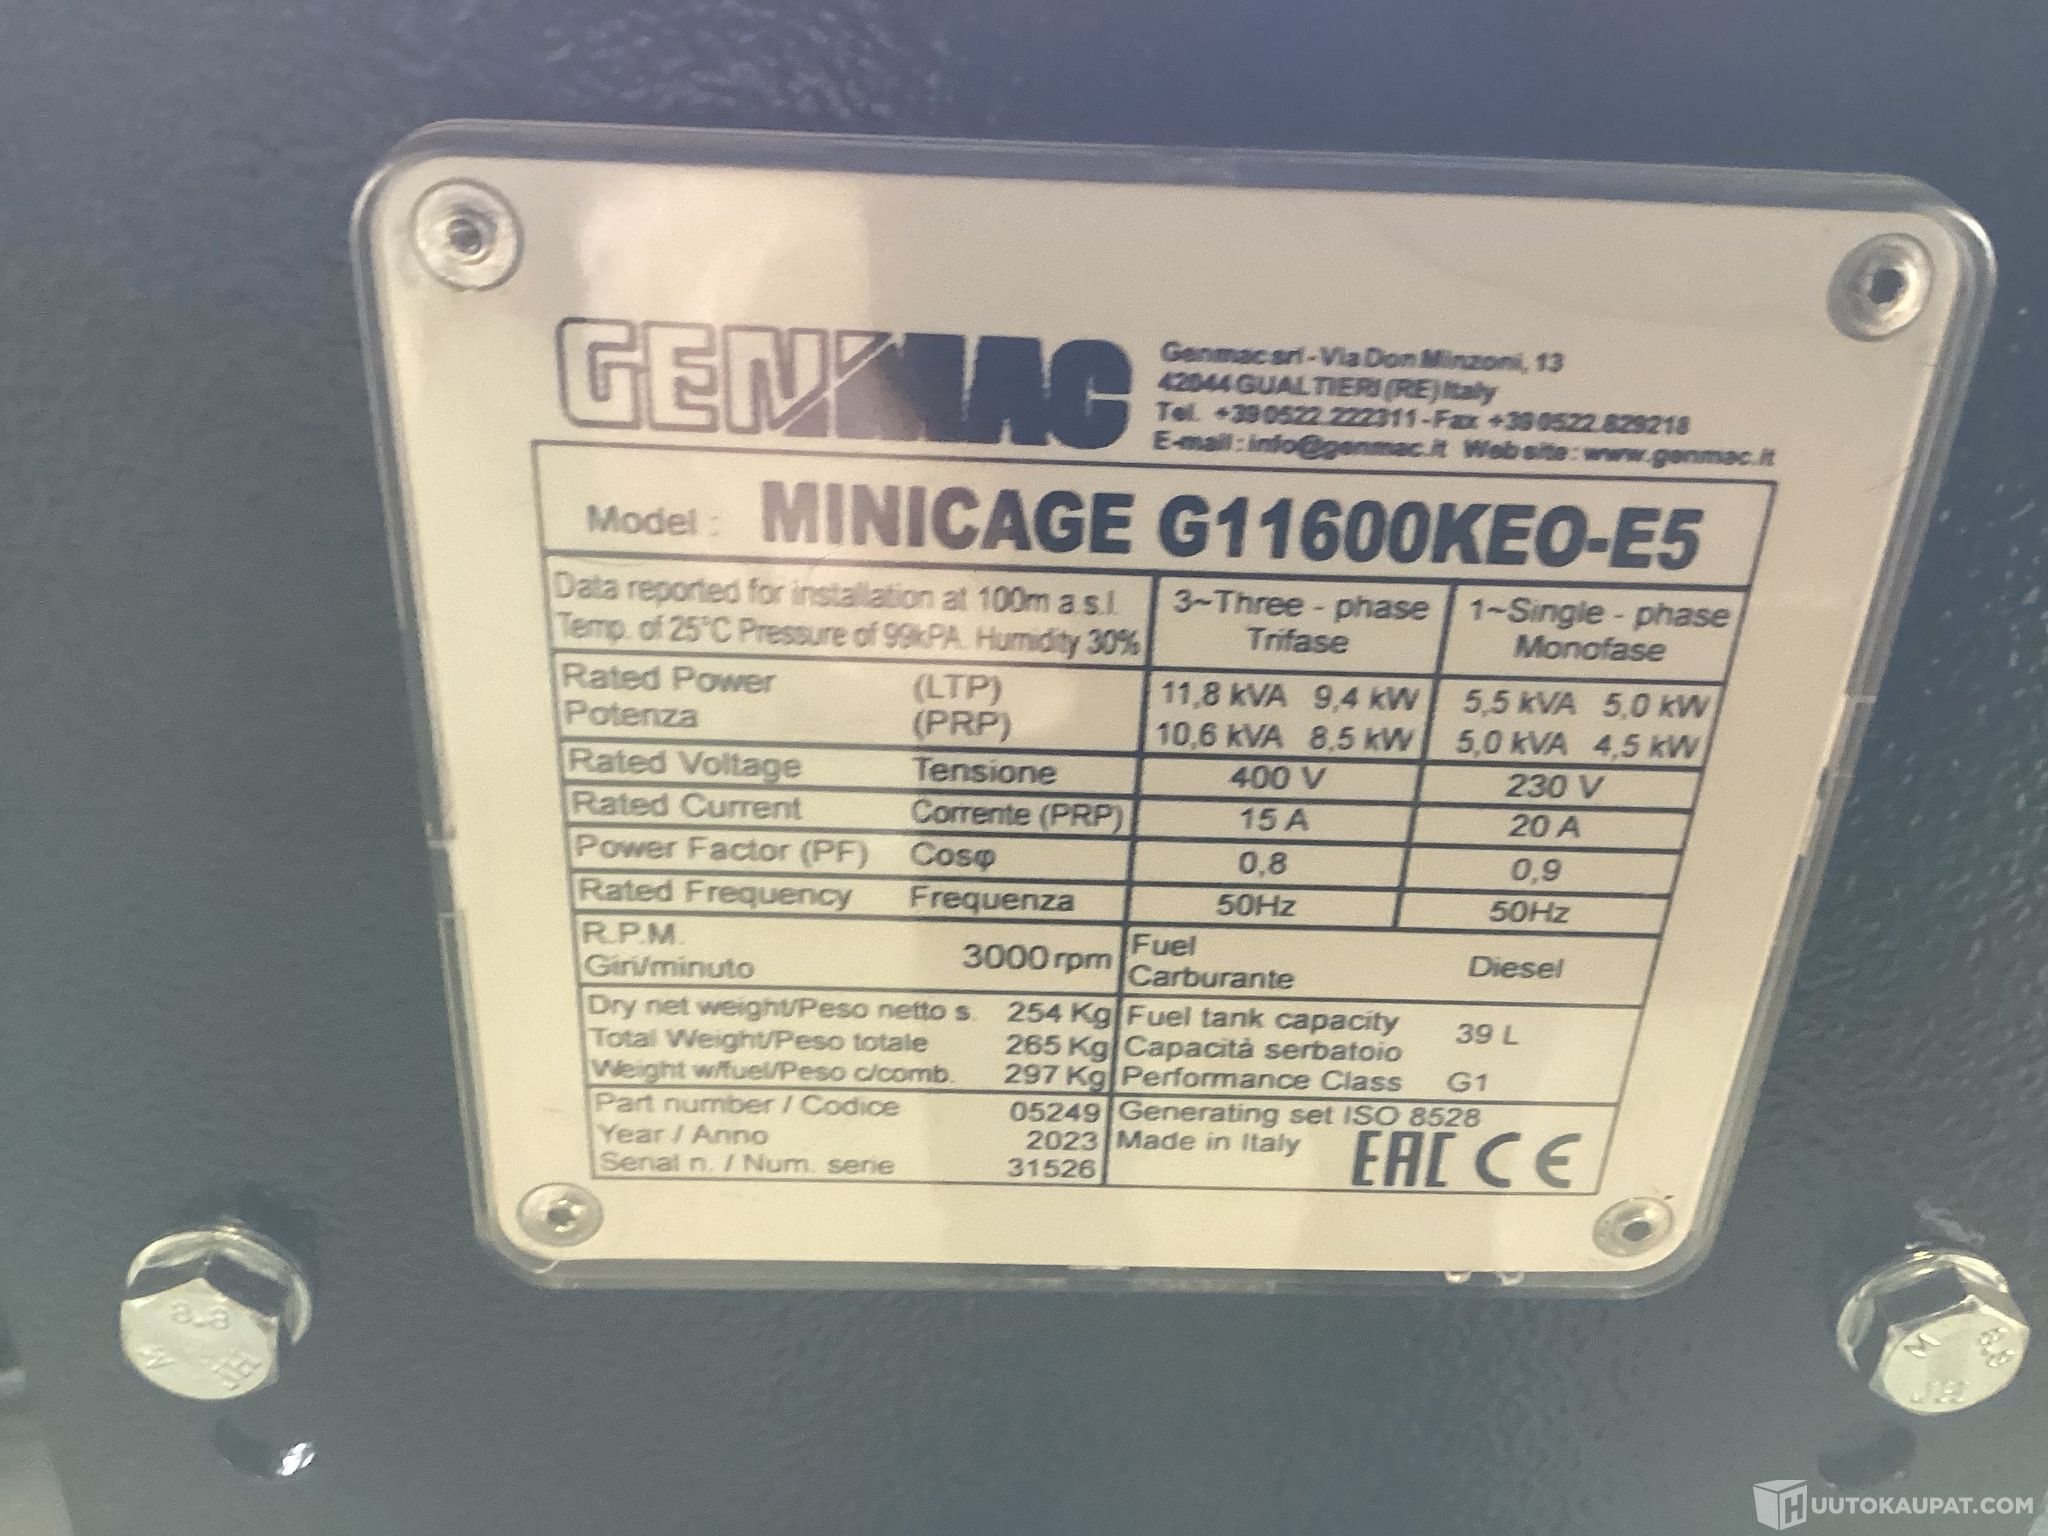 GENMAC
Genmac srl - Via Don Minzoni, 13
42044 GUALTIERI (RE) Italy
Tel. +39 0522.222311 - Fax +39 0522.829218
E-mail : info@genmac.it Web site : www.genmac.it
Model : MINICAGE G11600KEO-E5
Data reported for installation at 100m a.s.l.
Temp. of 25°C Pressure of 99kPA. Humidity 30%
3~Three - phase
Trifase
1~Single - phase
Monofase
Rated Power (LTP) 11,8 kVA 9,4 kW 5,5 kVA 5,0 kW
Potenza (PRP) 10,6 kVA 8,5 kW 5,0 kVA 4,5 kW
Rated Voltage Tensione 400 V 230 V
Rated Current Corrente (PRP) 15 A 20 A
Power Factor (PF) Cosφ 0,8 0,9
Rated Frequency Frequenza 50Hz 50Hz
R.P.M.
Giri/minuto 3000 rpm
Fuel
Carburante Diesel
Dry net weight/Peso netto s. 254 Kg
Total Weight/Peso totale 265 Kg
Weight w/fuel/Peso c/comb. 297 Kg
Fuel tank capacity
Capacità serbatoio 39 L
Performance Class G1
Part number / Codice 05249
Year / Anno 2023
Serial n. / Num. serie 31526
Generating set ISO 8528
Made in Italy EAC CE
8.8
8.8
M
HUUTOKAUPAT.COM